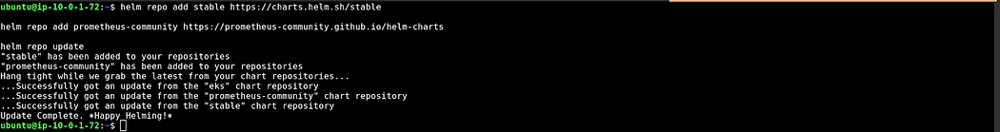 ubuntu@ip-10-0-1-72:~$ helm repo add stable https://charts.helm.sh/stable
helm repo add prometheus-community https://prometheus-community.github.io/helm-charts
helm repo update
"stable" has been added to your repositories
"prometheus-community" has been added to your repositories
Hang tight while we grab the latest from your chart repositories...
...Successfully got an update from the "eks" chart repository
...Successfully got an update from the "prometheus-community" chart repository
...Successfully got an update from the "stable" chart repository
Update Complete. *Happy Helming!*
ubuntu@ip-10-0-1-72:~$